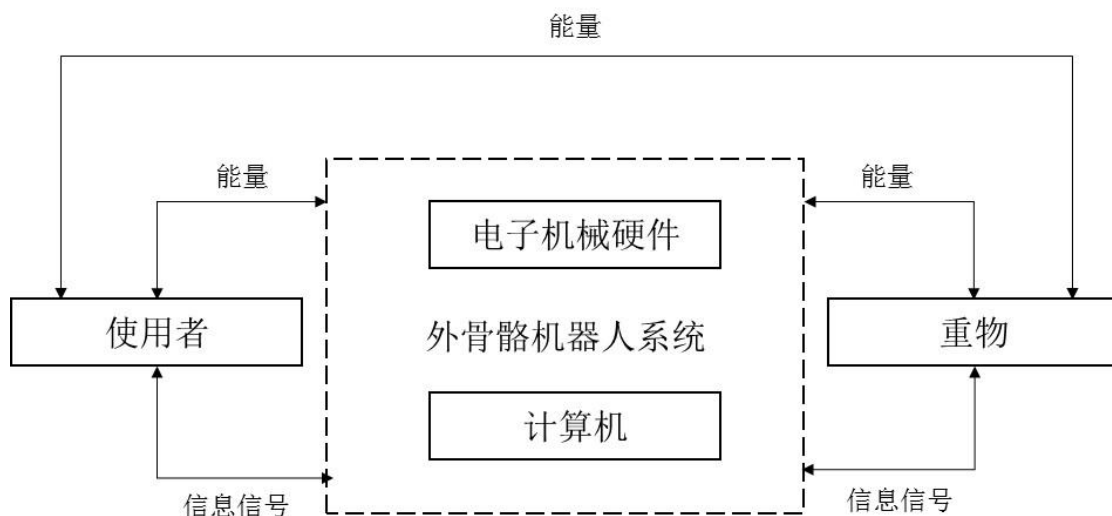 能量
能量
能量
电子机械硬件
使用者
外骨骼机器人系统
重物
计算机
信息信号
信息信号